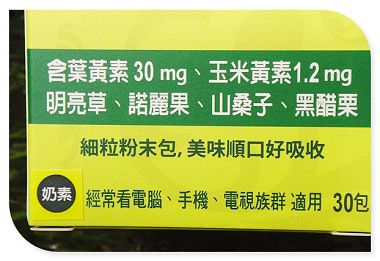 含葉黃素 30 mg、玉米黃素1.2 mg
明亮草、諾麗果、山桑子、黑醋栗
細粒粉末包, 美味順口好吸收
奶素 經常看電腦、手機、電視族群 適用 30包